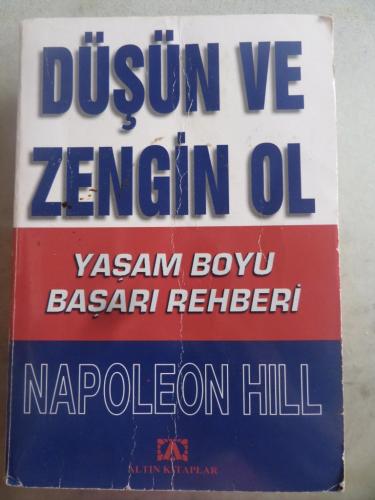 DÜŞÜN VE
ZENGİN OL
YAŞAM BOYU
BAŞARI REHBERİ
NAPOLEON HILL
ALTIN KİTAPLAR